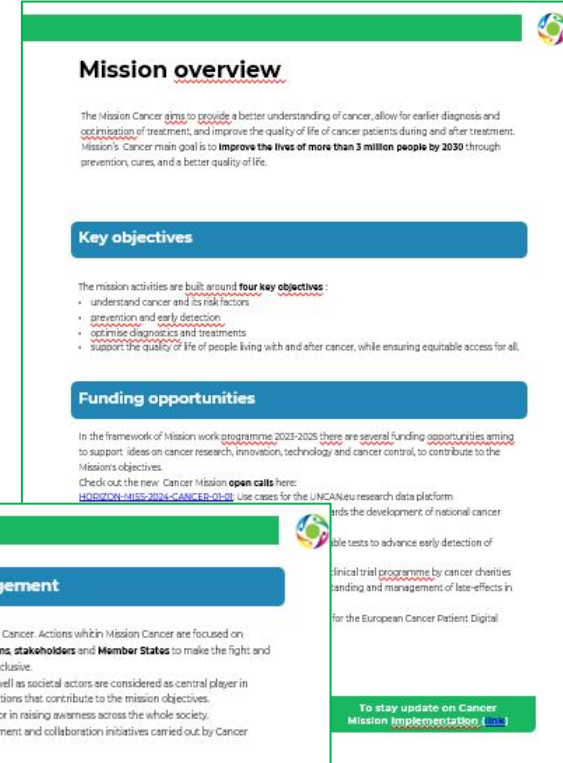 Mission overview
The Mission Cancer aims to provide a better understanding of cancer, allow for earlier diagnosis and
optimisation of treatment, and improve the quality of life of cancer patients during and after treatment.
Mission's Cancer main goal is to improve the lives of more than 3 million people by 2030 through
prevention, cures, and a better quality of life.
Key objectives
The mission activities are built around four key objectives :
• understand cancer and its risk factors
• prevention and early detection
• optimise diagnostics and treatments
• support the quality of life of people living with and after cancer, while ensuring equitable access for all.
Funding opportunities
In the framework of Mission work programme 2023-2025 there are several funding opportunities aming
to support ideas on cancer research, innovation, technology and cancer control, to contribute to the
Mission's objectives.
Check out the new Cancer Mission open calls here:
HORIZON-MISS-2024-CANCER-01-01: Use cases for the UNCAN.eu research data platform
ards the development of national cancer
ble tests to advance early detection of
clinical trial programme by cancer charities
tanding and management of late-effects in
for the European Cancer Patient Digital
To stay update on Cancer
Mission Implementation (link)
gement
Cancer. Actions whitin Mission Cancer are focused on
ns, stakeholders and Member States to make the fight and
clusive.
well as societal actors are considered as central player in
tions that contribute to the mission objectives.
or in raising awarness across the whole society.
ment and collaboration initiatives carried out by Cancer